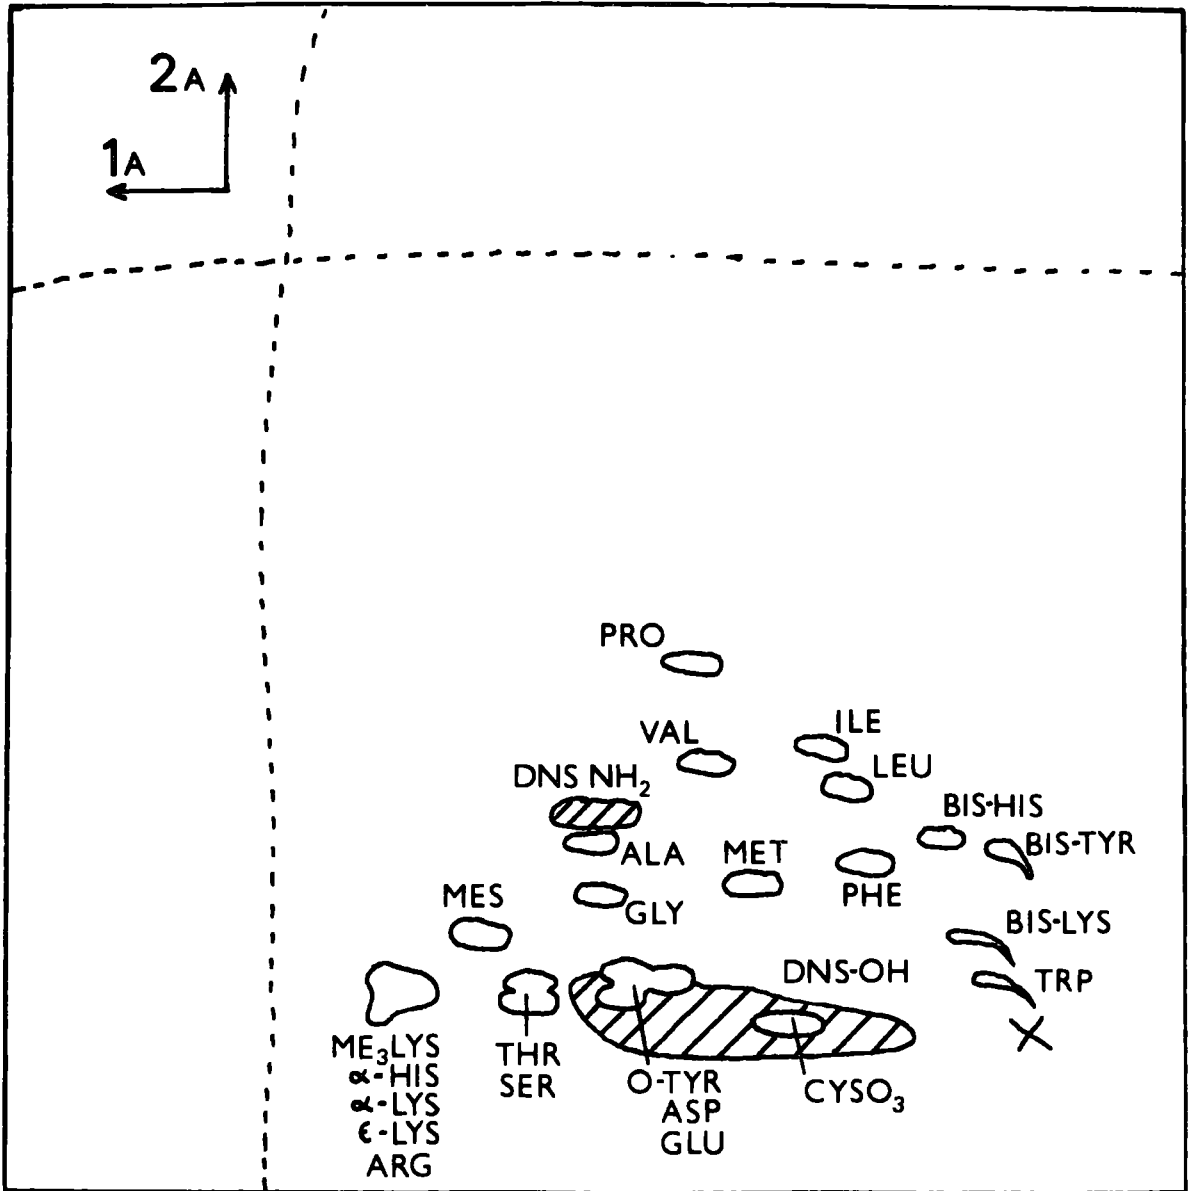 2A
1A
PRO
VAL
ILE
LEU
DNS NH₂
BIS-HIS
BIS-TYR
ALA
MET
PHE
MES
GLY
BIS-LYS
DNS-OH
TRP
X
ME₃LYS
α-HIS
α-LYS
ε-LYS
ARG
THR
SER
O-TYR
ASP
GLU
CYSO₃